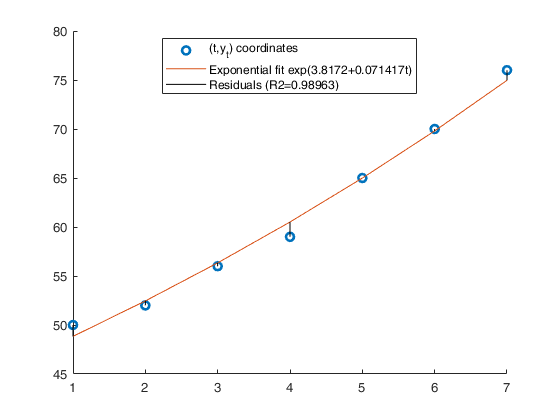 80
75
70
65
60
55
50
45
1 2 3 4 5 6 7
(t,y_t) coordinates
Exponential fit exp(3.8172+0.071417t)
Residuals (R2=0.98963)